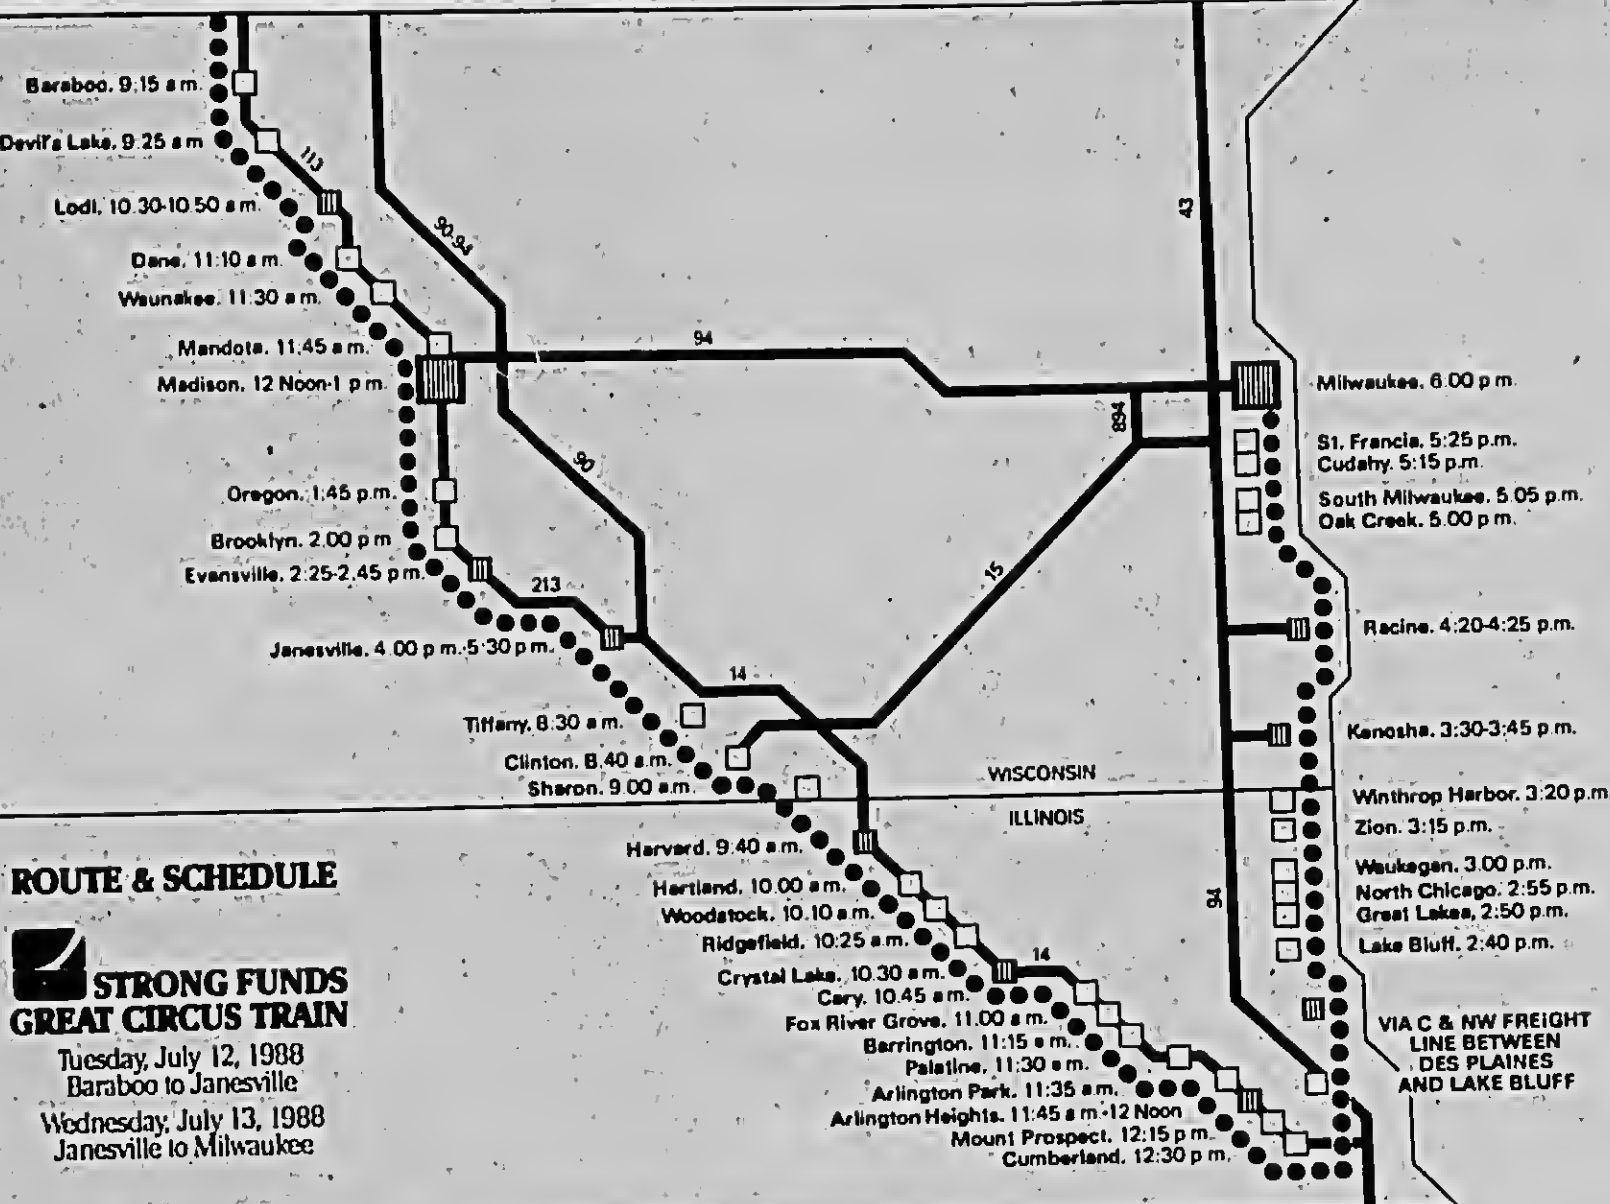 Baraboo, 9:15 a.m.
Devil's Lake, 9:25 a.m.
113
Lodi, 10:30-10:50 a.m.
Dane, 11:10 a.m.
Waunakee, 11:30 a.m.
Mendota, 11:45 a.m.
Madison, 12 Noon-1 p.m.
90-94
94
43
894
90
Oregon, 1:45 p.m.
Brooklyn, 2:00 p.m.
Evansville, 2:25-2:45 p.m.
213
Janesville, 4:00 p.m.-5:30 p.m.
14
15
Tiffany, 8:30 a.m.
Clinton, 8:40 a.m.
Sharon, 9:00 a.m.
WISCONSIN
ILLINOIS
Milwaukee, 6:00 p.m.
St. Francis, 5:25 p.m.
Cudahy, 5:15 p.m.
South Milwaukee, 5:05 p.m.
Oak Creek, 5:00 p.m.
Racine, 4:20-4:25 p.m.
Kenosha, 3:30-3:45 p.m.
Winthrop Harbor, 3:20 p.m.
Zion, 3:15 p.m.
Waukegan, 3:00 p.m.
North Chicago, 2:55 p.m.
Great Lakes, 2:50 p.m.
Lake Bluff, 2:40 p.m.
94
Harvard, 9:40 a.m.
Hartland, 10:00 a.m.
Woodstock, 10:10 a.m.
Ridgefield, 10:25 a.m.
14
Crystal Lake, 10:30 a.m.
Cary, 10:45 a.m.
Fox River Grove, 11:00 a.m.
Barrington, 11:15 a.m.
Palatine, 11:30 a.m.
Arlington Park, 11:35 a.m.
Arlington Heights, 11:45 a.m.-12 Noon
Mount Prospect, 12:15 p.m.
Cumberland, 12:30 p.m.
VIA C & NW FREIGHT
LINE BETWEEN
DES PLAINES
AND LAKE BLUFF
ROUTE & SCHEDULE
STRONG FUNDS
GREAT CIRCUS TRAIN
Tuesday, July 12, 1988
Baraboo to Janesville
Wednesday, July 13, 1988
Janesville to Milwaukee